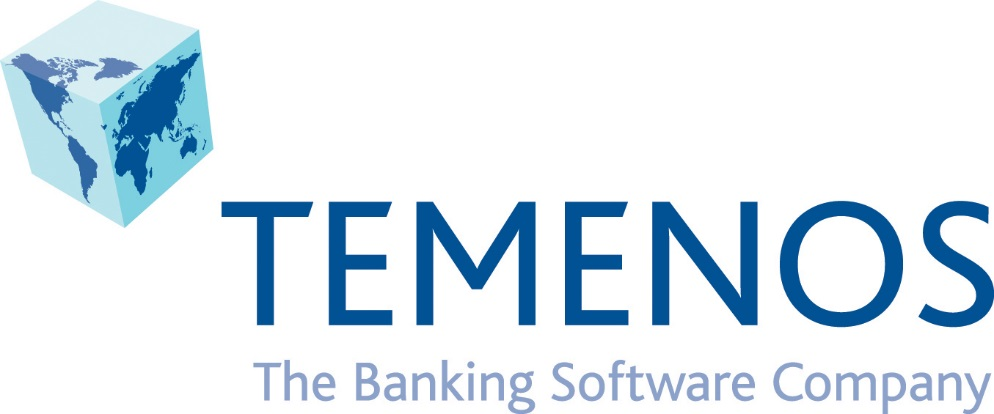 TEMENOS
The Banking Software Company